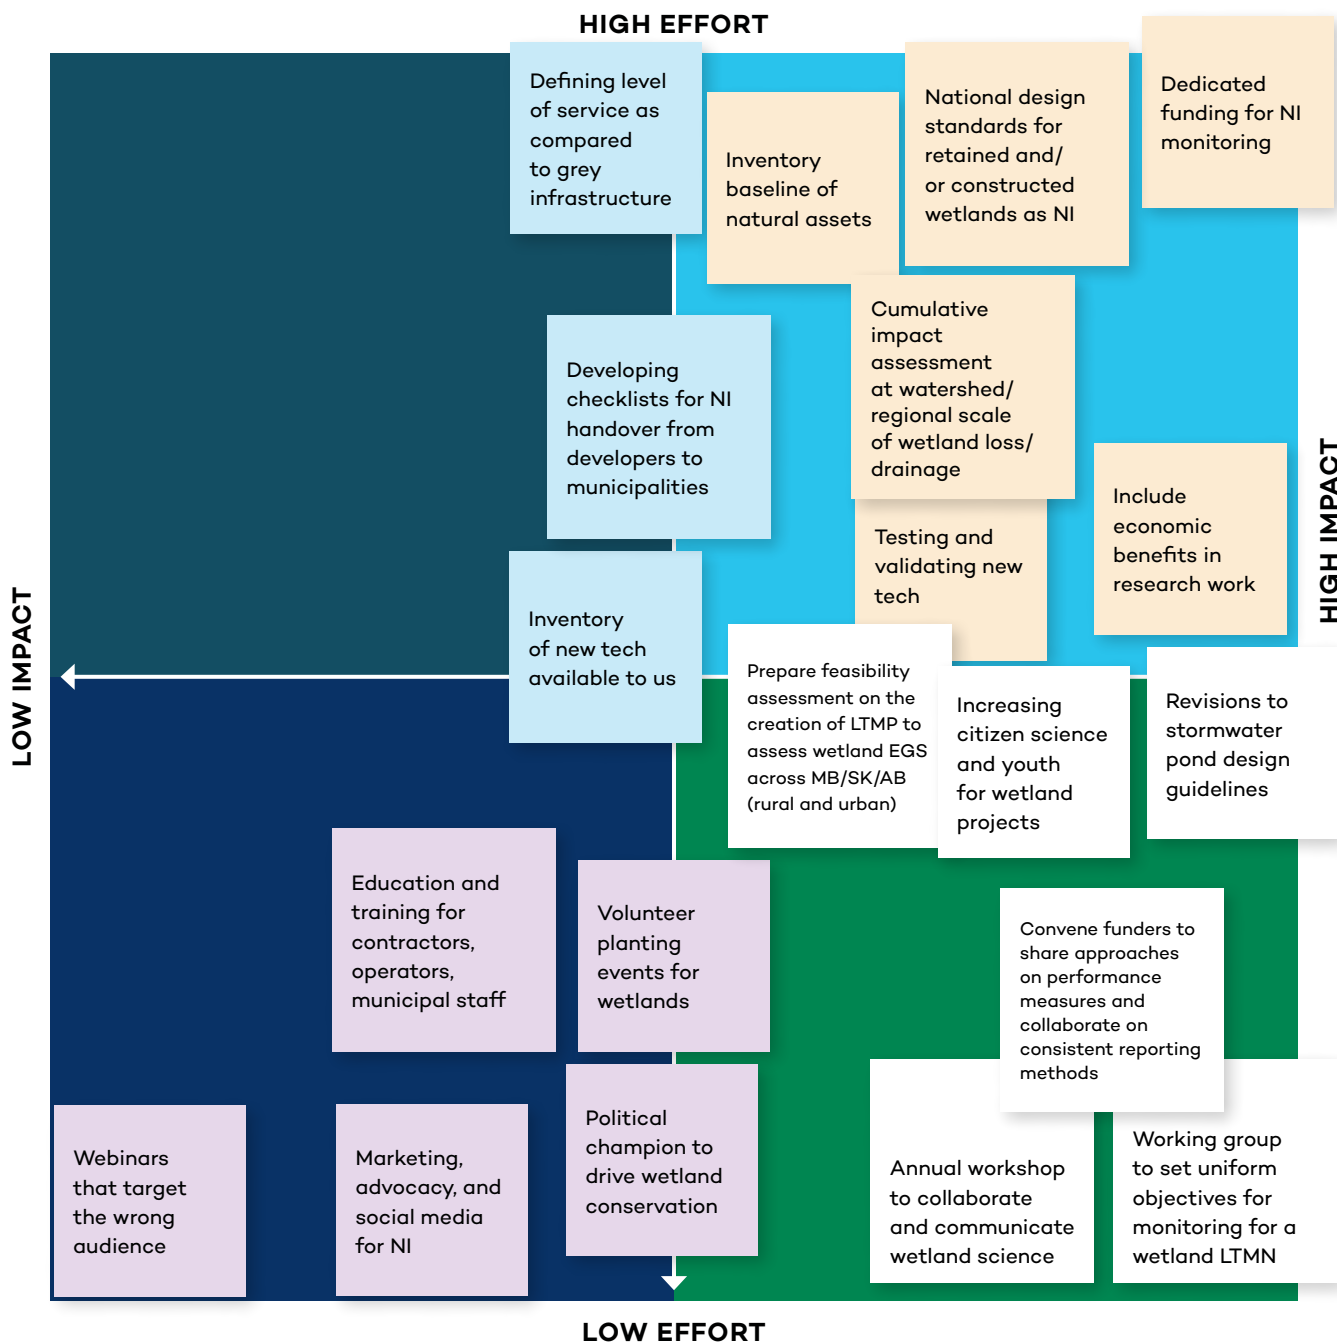 HIGH EFFORT
Defining level
of service as
compared
to grey
infrastructure
Inventory
baseline of
natural assets
National design
standards for
retained and/
or constructed
wetlands as NI
Dedicated
funding for NI
monitoring
Developing
checklists for NI
handover from
developers to
municipalities
Cumulative
impact
assessment
at watershed/
regional scale
of wetland loss/
drainage
Include
economic
benefits in
research work
Testing and
validating new
tech
HIGH IMPACT
LOW IMPACT
Inventory
of new tech
available to us
Prepare feasibility
assessment on the
creation of LTMP to
assess wetland EGS
across MB/SK/AB
(rural and urban)
Increasing
citizen science
and youth
for wetland
projects
Revisions to
stormwater
pond design
guidelines
Education and
training for
contractors,
operators,
municipal staff
Volunteer
planting
events for
wetlands
Convene funders to
share approaches
on performance
measures and
collaborate on
consistent reporting
methods
Webinars
that target
the wrong
audience
Marketing,
advocacy, and
social media
for NI
Political
champion to
drive wetland
conservation
Annual workshop
to collaborate
and communicate
wetland science
Working group
to set uniform
objectives for
monitoring for a
wetland LTMN
LOW EFFORT